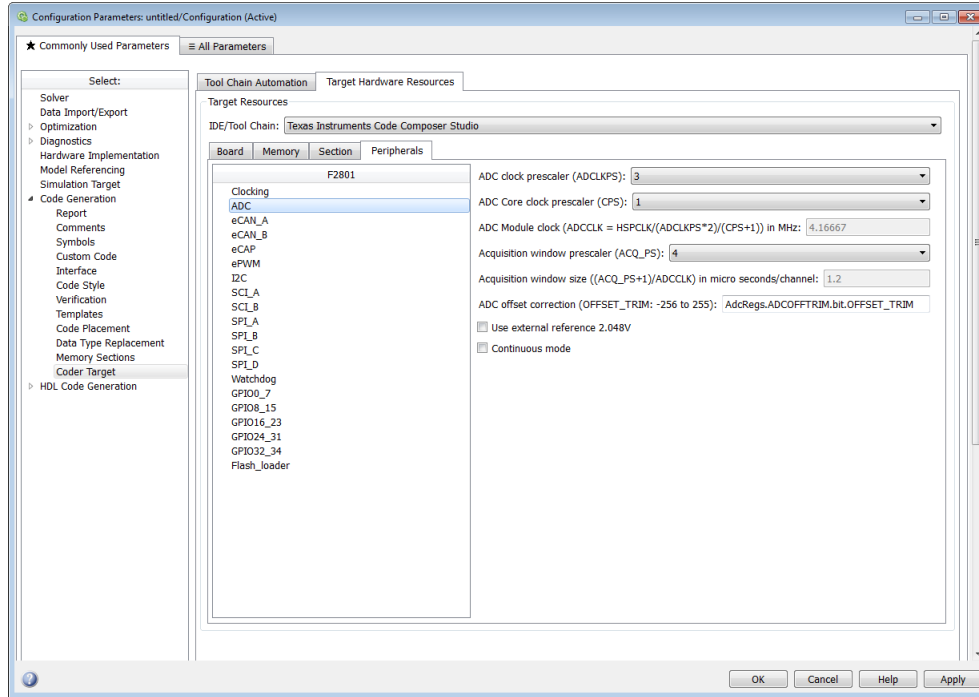 Configuration Parameters: untitled/Configuration (Active)
★ Commonly Used Parameters
≡ All Parameters
Select:
Solver
Data Import/Export
Optimization
Diagnostics
Hardware Implementation
Model Referencing
Simulation Target
Code Generation
Report
Comments
Symbols
Custom Code
Interface
Code Style
Verification
Templates
Code Placement
Data Type Replacement
Memory Sections
Coder Target
HDL Code Generation
Tool Chain Automation
Target Hardware Resources
Target Resources
IDE/Tool Chain: Texas Instruments Code Composer Studio
Board
Memory
Section
Peripherals
F2801
Clocking
ADC
eCAN_A
eCAN_B
eCAP
ePWM
I2C
SCI_A
SCI_B
SPI_A
SPI_B
SPI_C
SPI_D
Watchdog
GPIO0_7
GPIO8_15
GPIO16_23
GPIO24_31
GPIO32_34
Flash_loader
ADC clock prescaler (ADCLKPS): 3
ADC Core clock prescaler (CPS): 1
ADC Module clock (ADCCLK = HSPCLK/(ADCLKPS*2)/(CPS+1)) in MHz: 4.16667
Acquisition window prescaler (ACQ_PS): 4
Acquisition window size ((ACQ_PS+1)/ADCCLK) in micro seconds/channel: 1.2
ADC offset correction (OFFSET_TRIM: -256 to 255): AdcRegs.ADCOFFTRIM.bit.OFFSET_TRIM
Use external reference 2.048V
Continuous mode
OK
Cancel
Help
Apply